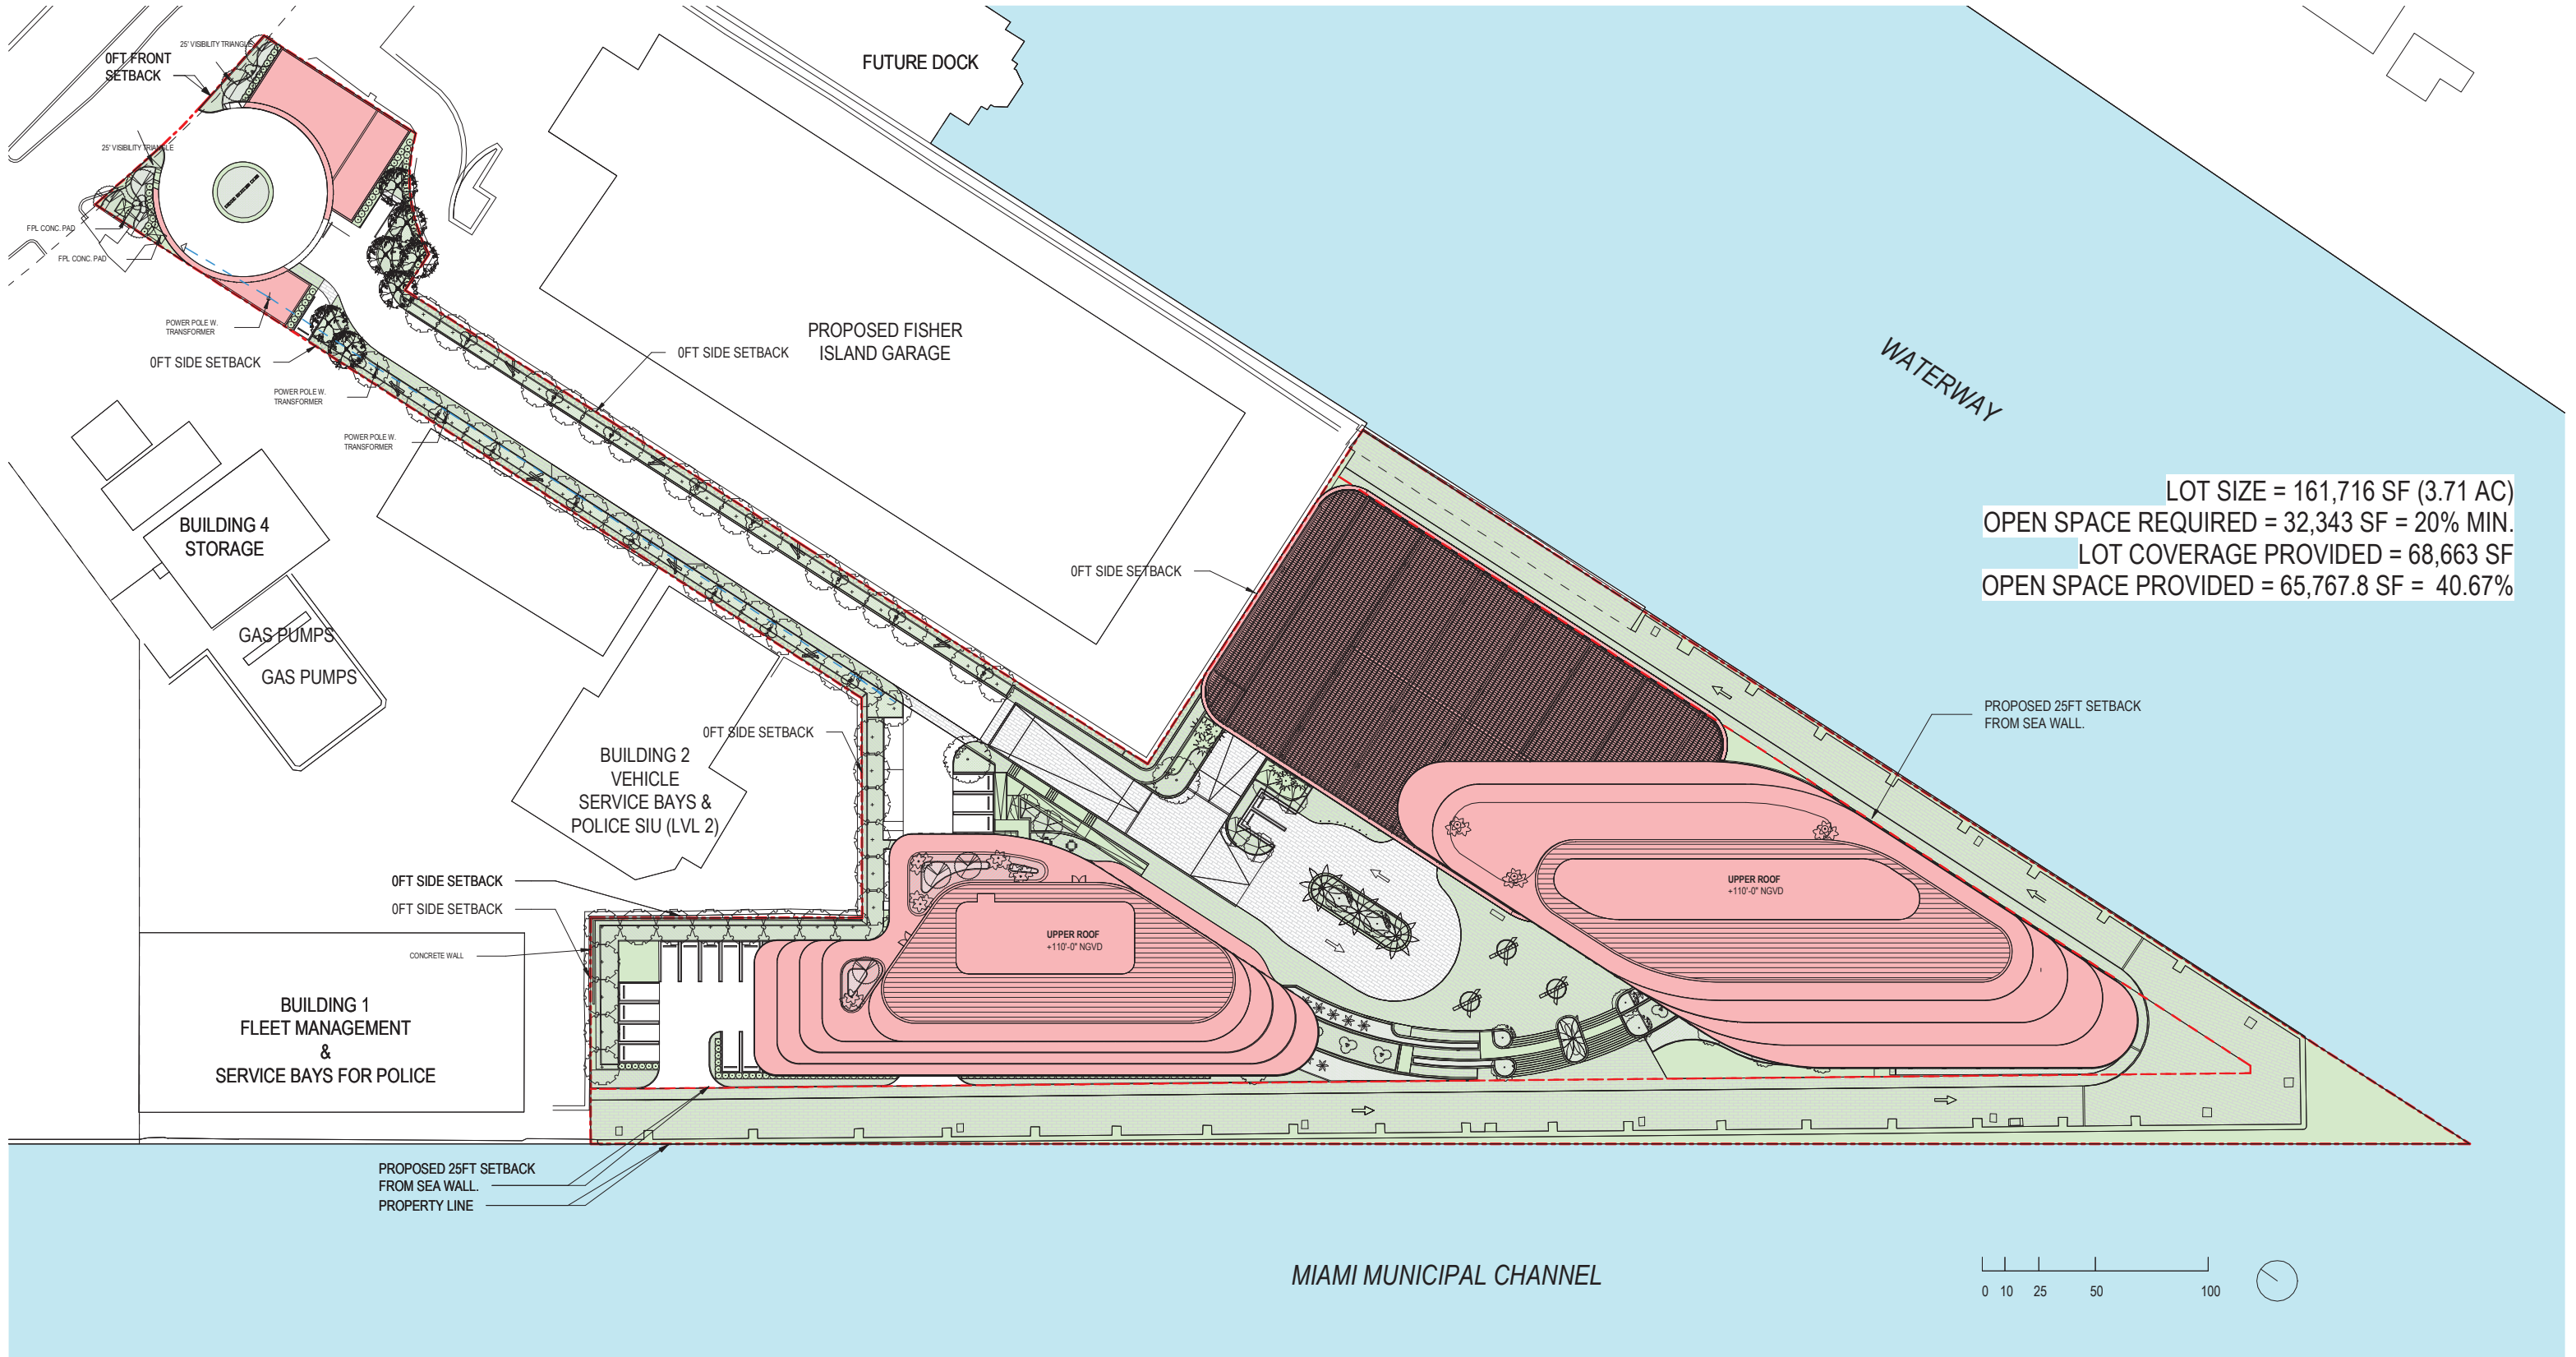 25' VISIBILITY TRIANGLE
0FT FRONT
SETBACK
FUTURE DOCK
25' VISIBILITY TRIANGLE
FPL CONC. PAD
FPL CONC. PAD
POWER POLE W.
TRANSFORMER
0FT SIDE SETBACK
POWER POLE W.
TRANSFORMER
POWER POLE W.
TRANSFORMER
0FT SIDE SETBACK
PROPOSED FISHER
ISLAND GARAGE
WATERWAY
LOT SIZE = 161,716 SF (3.71 AC)
OPEN SPACE REQUIRED = 32,343 SF = 20% MIN.
LOT COVERAGE PROVIDED = 68,663 SF
OPEN SPACE PROVIDED = 65,767.8 SF = 40.67%
BUILDING 4
STORAGE
0FT SIDE SETBACK
GAS PUMPS
GAS PUMPS
PROPOSED 25FT SETBACK
FROM SEA WALL.
0FT SIDE SETBACK
BUILDING 2
VEHICLE
SERVICE BAYS &
POLICE SIU (LVL 2)
UPPER ROOF
+110'-0" NGVD
0FT SIDE SETBACK
0FT SIDE SETBACK
UPPER ROOF
+110'-0" NGVD
CONCRETE WALL
BUILDING 1
FLEET MANAGEMENT
&
SERVICE BAYS FOR POLICE
PROPOSED 25FT SETBACK
FROM SEA WALL.
PROPERTY LINE
MIAMI MUNICIPAL CHANNEL
0 10 25 50 100